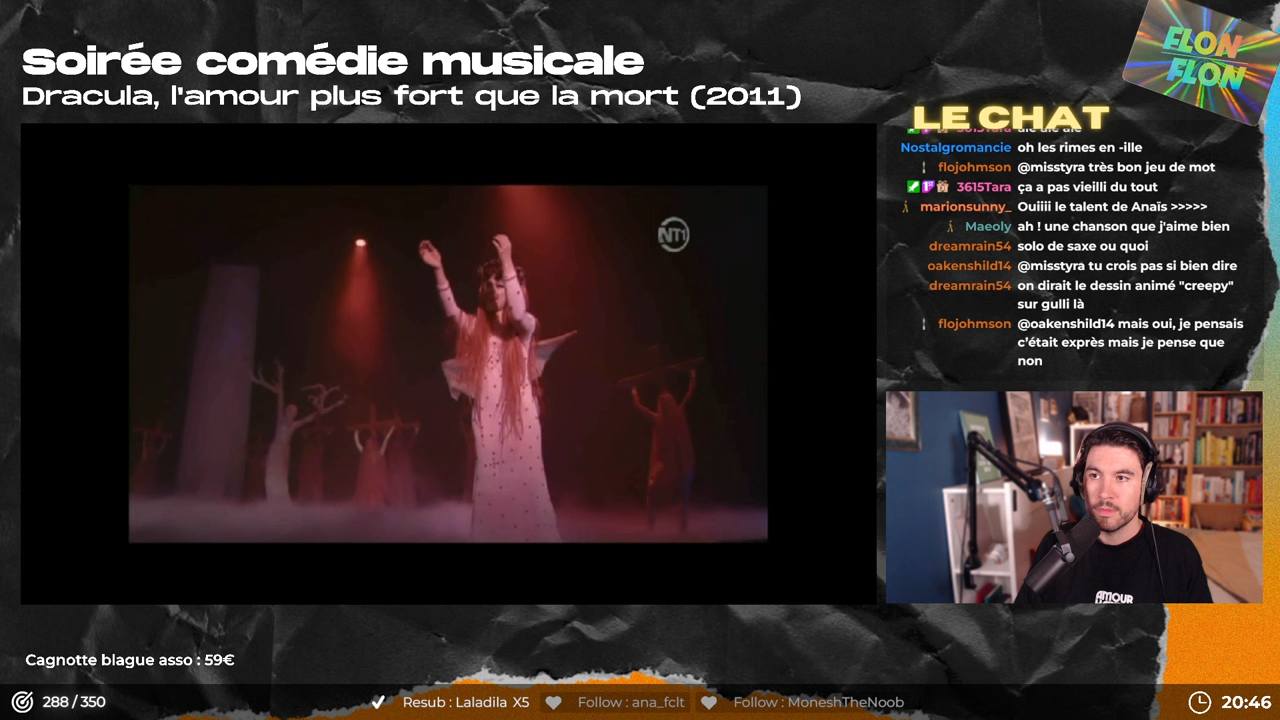 Soirée comédie musicale
Dracula, l'amour plus fort que la mort (2011)
FLON
FLON
LE CHAT
3615Tara aïe aïe aïe
Nostalgromancie oh les rimes en -ille
flojohmson @misstyra très bon jeu de mot
3615Tara ça a pas vieilli du tout
marionsunny_ Ouiiii le talent de Anaïs >>>>>
Maeoly ah ! une chanson que j'aime bien
dreamrain54 solo de saxe ou quoi
oakenshild14 @misstyra tu crois pas si bien dire
dreamrain54 on dirait le dessin animé "creepy"
sur gulli là
flojohmson @oakenshild14 mais oui, je pensais
c'était exprès mais je pense que
non
NT1
AMOUR
Cagnotte blague asso : 59€
288 / 350
Resub : Laladila X5
Follow : ana_fclt
Follow : MoneshTheNoob
20:46